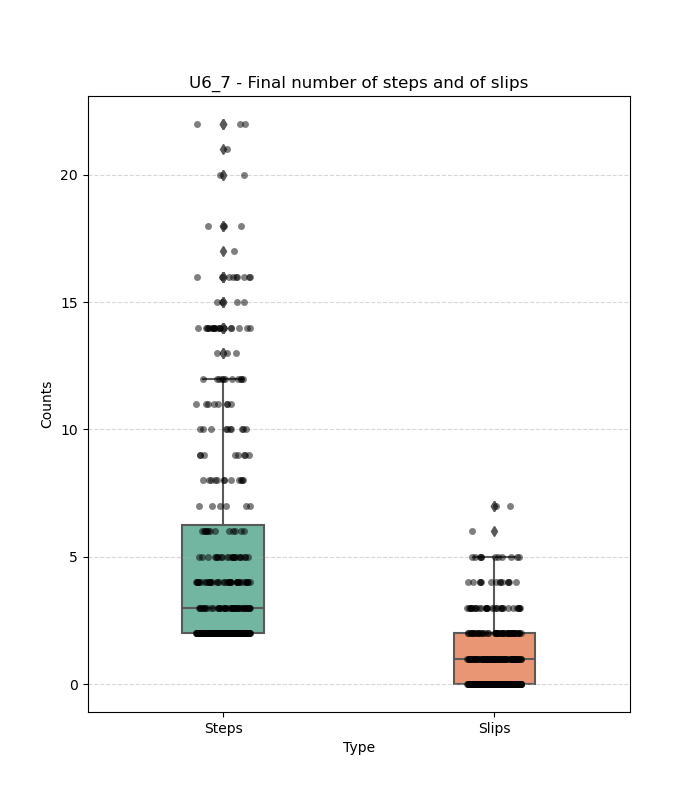 U6_7 - Final number of steps and of slips
20
15
10
5
0
Counts
Steps
Slips
Type